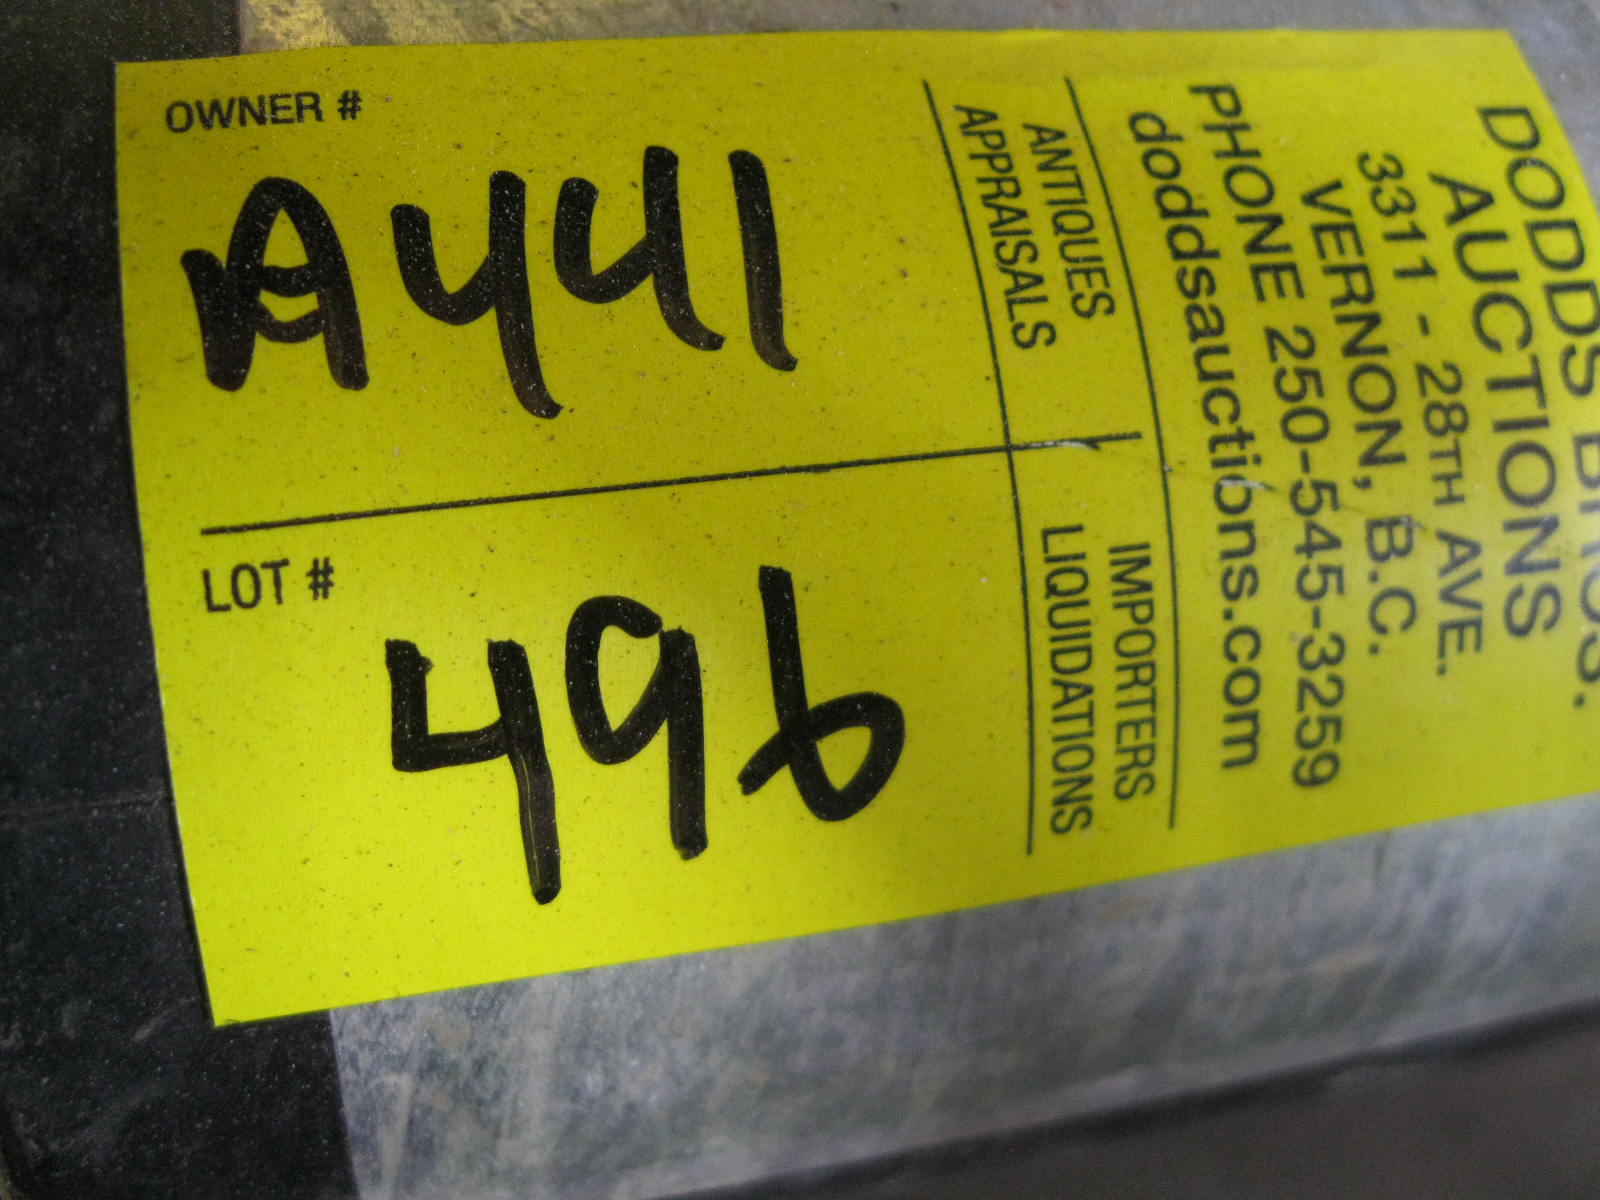 OWNER #
A441
LOT #
496
DODDS BROS.
AUCTIONS
3311 - 28TH AVE.
VERNON, B.C.
PHONE 250-545-3259
doddsauctions.com
ANTIQUES
APPRAISALS
IMPORTERS
LIQUIDATIONS